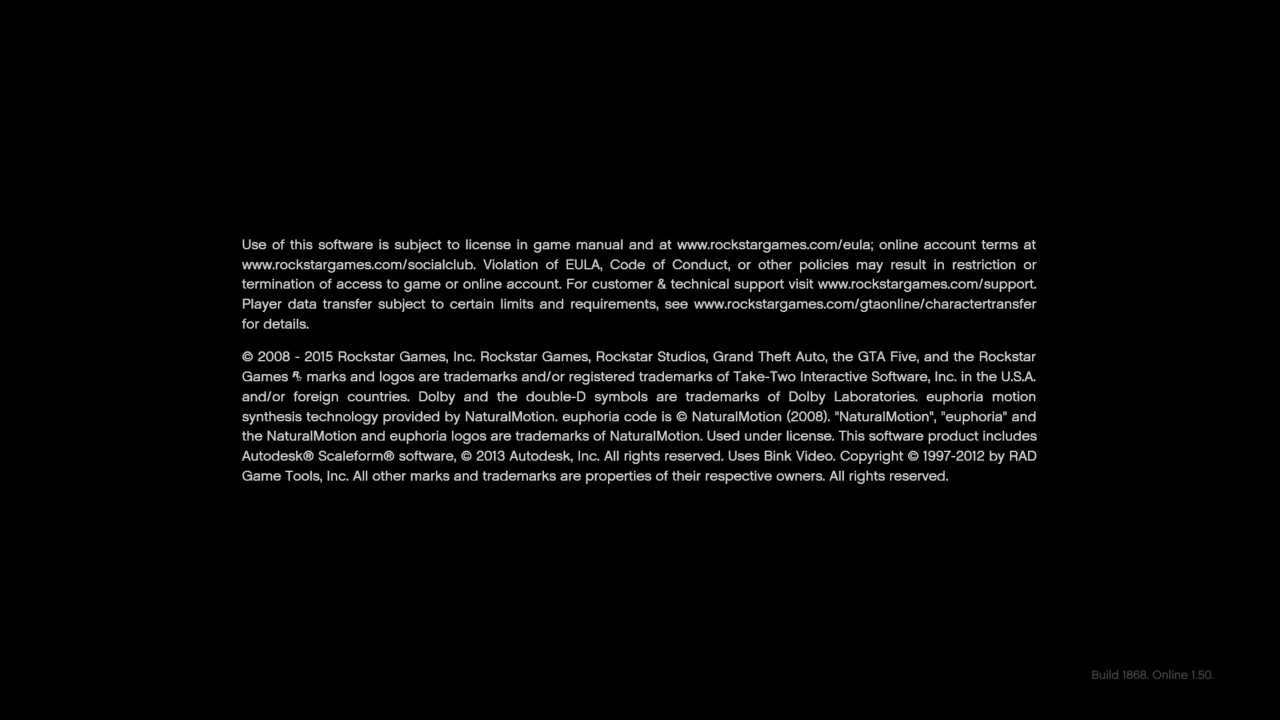 Use of this software is subject to license in game manual and at www.rockstargames.com/eula; online account terms at
www.rockstargames.com/socialclub. Violation of EULA, Code of Conduct, or other policies may result in restriction or
termination of access to game or online account. For customer & technical support visit www.rockstargames.com/support.
Player data transfer subject to certain limits and requirements, see www.rockstargames.com/gtaonline/charactertransfer
for details.
© 2008 - 2015 Rockstar Games, Inc. Rockstar Games, Rockstar Studios, Grand Theft Auto, the GTA Five, and the Rockstar
Games R* marks and logos are trademarks and/or registered trademarks of Take-Two Interactive Software, Inc. in the U.S.A.
and/or foreign countries. Dolby and the double-D symbols are trademarks of Dolby Laboratories. euphoria motion
synthesis technology provided by NaturalMotion. euphoria code is © NaturalMotion (2008). "NaturalMotion", "euphoria" and
the NaturalMotion and euphoria logos are trademarks of NaturalMotion. Used under license. This software product includes
Autodesk® Scaleform® software, © 2013 Autodesk, Inc. All rights reserved. Uses Bink Video. Copyright © 1997-2012 by RAD
Game Tools, Inc. All other marks and trademarks are properties of their respective owners. All rights reserved.
Build 1868. Online 1.50.